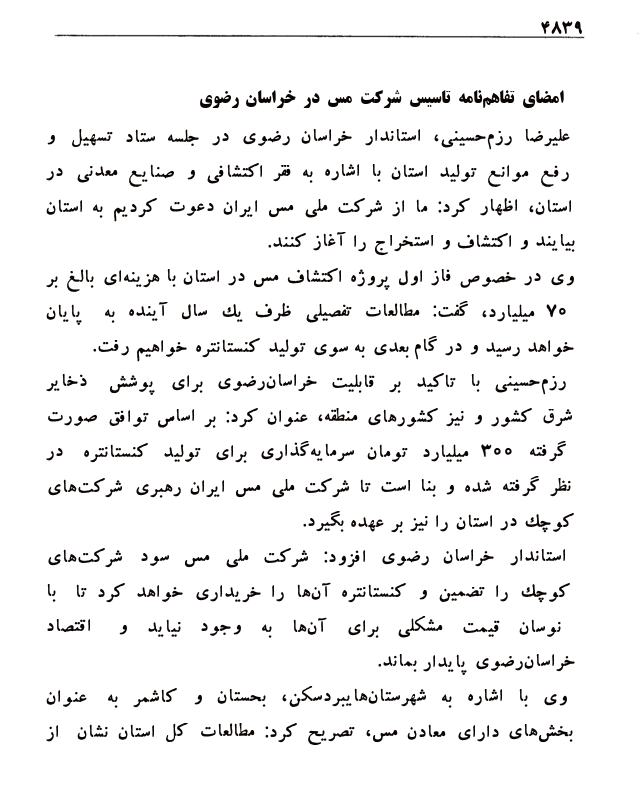 ۴۸۳۹
امضای تفاهم‌نامه تاسیس شرکت مس در خراسان رضوی
علیرضا رزم‌حسینی، استاندار خراسان رضوی در جلسه ستاد تسهیل و
رفع موانع تولید استان با اشاره به فقر اکتشافی و صنایع معدنی در
استان، اظهار کرد: ما از شرکت ملی مس ایران دعوت کردیم به استان
بیایند و اکتشاف و استخراج را آغاز کنند.
وی در خصوص فاز اول پروژه اکتشاف مس در استان با هزینه‌ای بالغ بر
۷۰ میلیارد، گفت: مطالعات تفصیلی ظرف یك سال آینده به پایان
خواهد رسید و در گام بعدی به سوی تولید کنستانتره خواهیم رفت.
رزم‌حسینی با تاکید بر قابلیت خراسان‌رضوی برای پوشش ذخایر
شرق کشور و نیز کشورهای منطقه، عنوان کرد: بر اساس توافق صورت
گرفته ۳۰۰ میلیارد تومان سرمایه‌گذاری برای تولید کنستانتره در
نظر گرفته شده و بنا است تا شرکت ملی مس ایران رهبری شرکت‌های
کوچك در استان را نیز بر عهده بگیرد.
استاندار خراسان رضوی افزود: شرکت ملی مس سود شرکت‌های
کوچك را تضمین و کنستانتره آن‌ها را خریداری خواهد کرد تا با
نوسان قیمت مشکلی برای آن‌ها به وجود نیاید و اقتصاد
خراسان‌رضوی پایدار بماند.
وی با اشاره به شهرستان‌هایبردسکن، بجستان و کاشمر به عنوان
بخش‌های دارای معادن مس، تصریح کرد: مطالعات کل استان نشان از